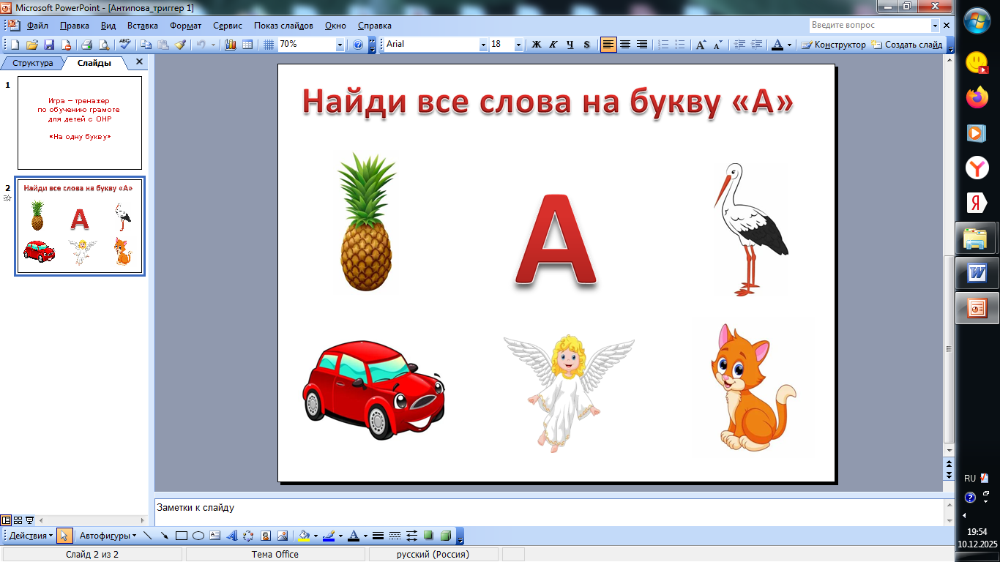 Microsoft PowerPoint - [Антипова_триггер 1]
Файл Правка Вид Вставка Формат Сервис Показ слайдов Окно Справка
Введите вопрос
70% Arial 18 Ж К Ч S Конструктор Создать слайд
Структура Слайды
1
Игра – тренажер
по обучению грамоте
для детей с ОНР
«На одну букву»
2
Найди все слова на букву «А»
А
Найди все слова на букву «А»
А
Заметки к слайду
Действия Автофигуры
Слайд 2 из 2 Тема Office русский (Россия)
RU
19:54
10.12.2025